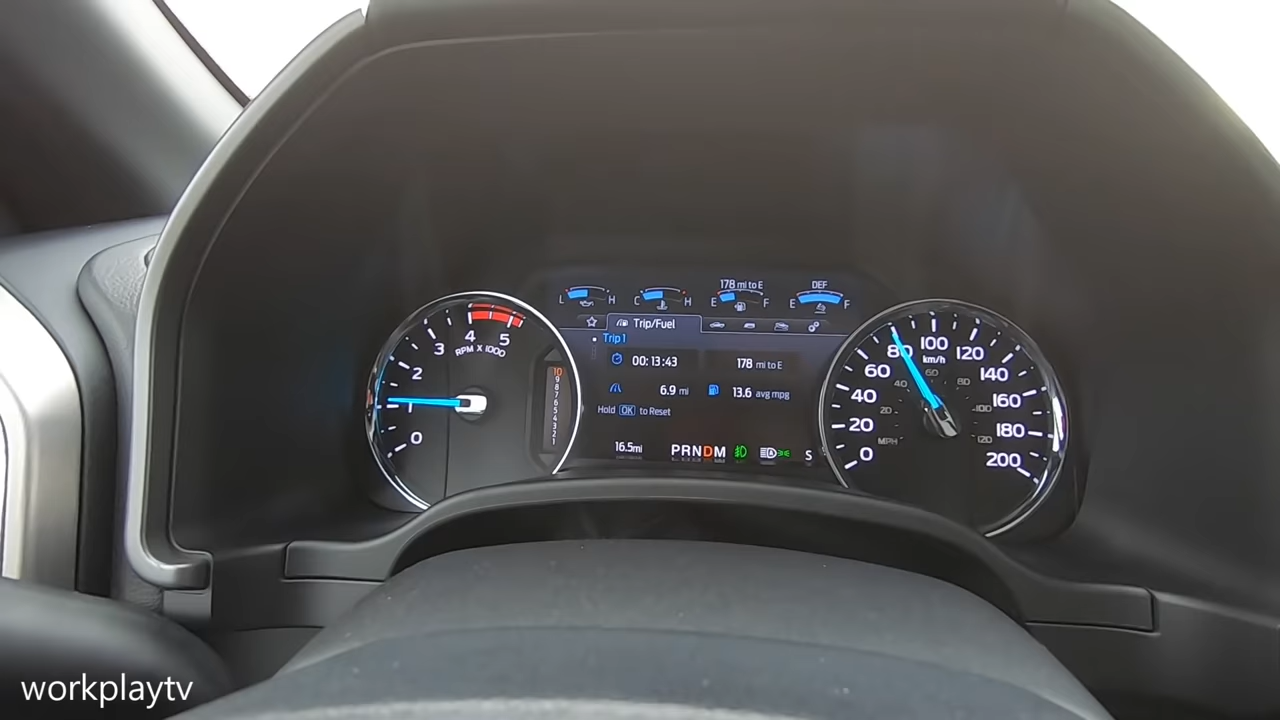 178 mi to E
DEF
L H
C H
E F
E F
Trip/Fuel
Trip 1
00:13:43
178 mi to E
6.9 mi
13.6 avg mpg
Hold OK to Reset
16.5mi
PRNDM
S
0
1
2
3
4
5
RPM X 1000
10
9
8
7
6
5
4
3
2
1
0
20
40
60
80
100
120
140
160
180
200
km/h
MPH
20
40
60
80
100
120
workplaytv